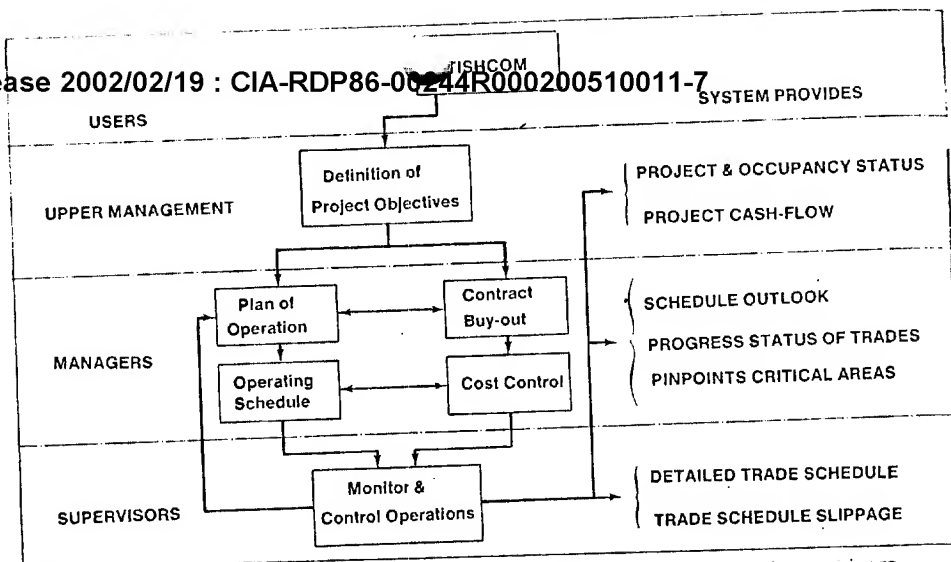 TISHCOM
ease 2002/02/19 : CIA-RDP86-00244R000200510011-7
USERS
SYSTEM PROVIDES
UPPER MANAGEMENT
Definition of
Project Objectives
PROJECT & OCCUPANCY STATUS
PROJECT CASH-FLOW
MANAGERS
Plan of
Operation
Contract
Buy-out
Operating
Schedule
Cost Control
SCHEDULE OUTLOOK
PROGRESS STATUS OF TRADES
PINPOINTS CRITICAL AREAS
SUPERVISORS
Monitor &
Control Operations
DETAILED TRADE SCHEDULE
TRADE SCHEDULE SLIPPAGE